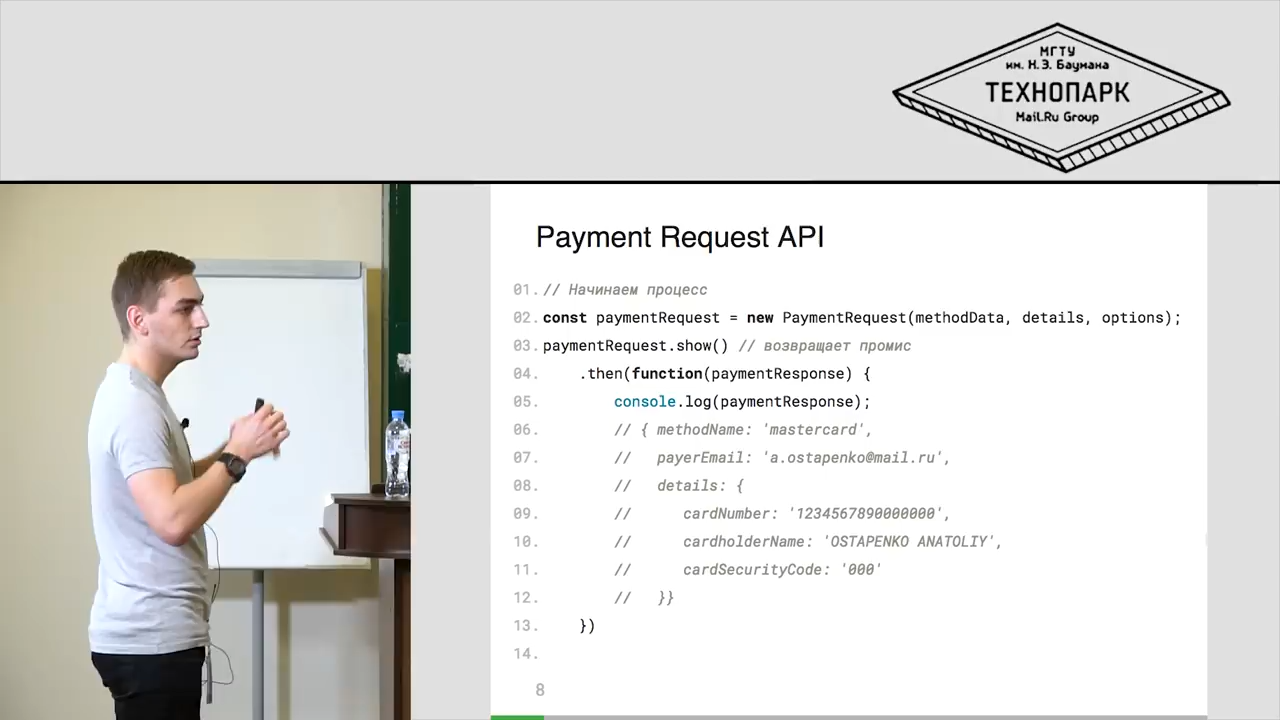 МГТУ
им. Н.Э. Баумана
ТЕХНОПАРК
Mail.Ru Group
Payment Request API
01. // Начинаем процесс
02. const paymentRequest = new PaymentRequest(methodData, details, options);
03. paymentRequest.show() // возвращает промис
04. .then(function(paymentResponse) {
05. console.log(paymentResponse);
06. // { methodName: 'mastercard',
07. // payerEmail: 'a.ostapenko@mail.ru',
08. // details: {
09. // cardNumber: '1234567890000000',
10. // cardholderName: 'OSTAPENKO ANATOLIY',
11. // cardSecurityCode: '000'
12. // }}
13. })
14.
8